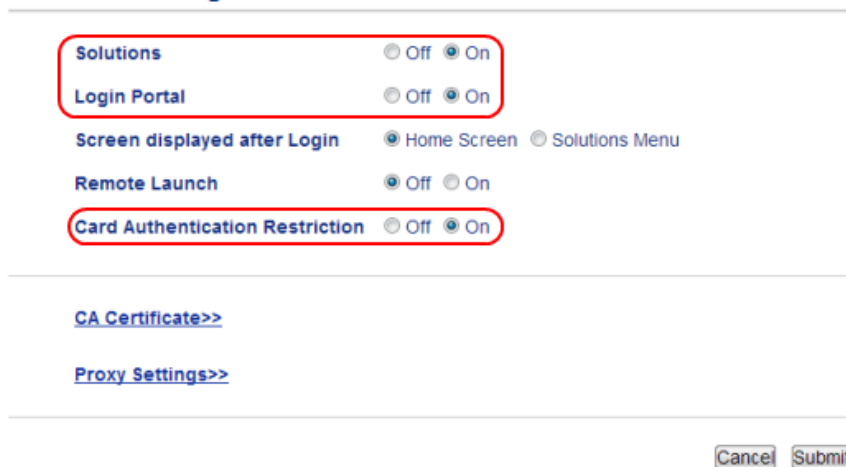 Solutions Off On
Login Portal Off On
Screen displayed after Login Home Screen Solutions Menu
Remote Launch Off On
Card Authentication Restriction Off On
CA Certificate>>
Proxy Settings>>
Cancel Submit